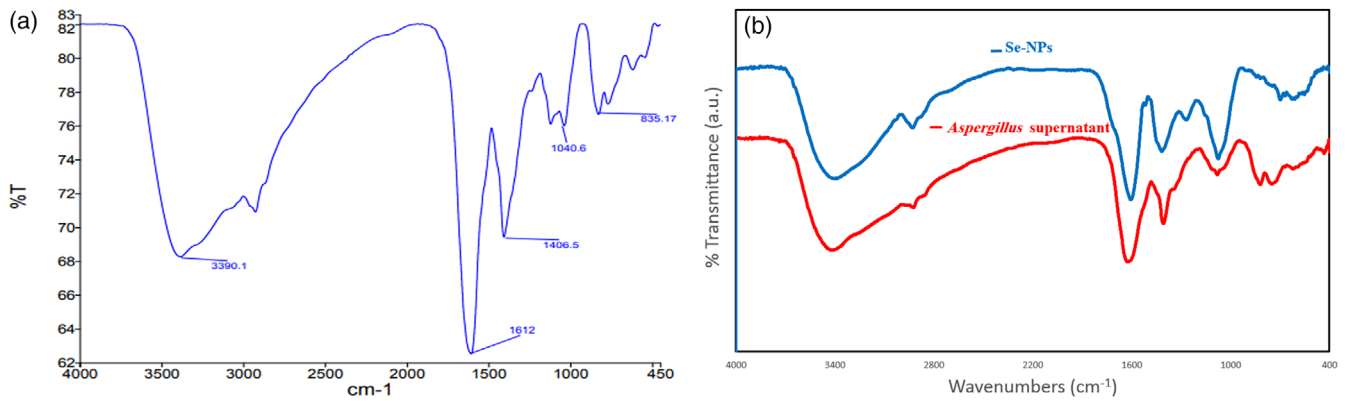 (a)
83
82
80
78
76
74
72
70
68
66
64
62
%T
3390.1
1612
1406.5
1040.6
835.17
4000 3500 3000 2500 2000 1500 1000 450
cm-1
(b)
Se-NPs
Aspergillus supernatant
% Transmittance (a.u.)
4000 3400 2800 2200 1600 1000 400
Wavenumbers (cm⁻¹)